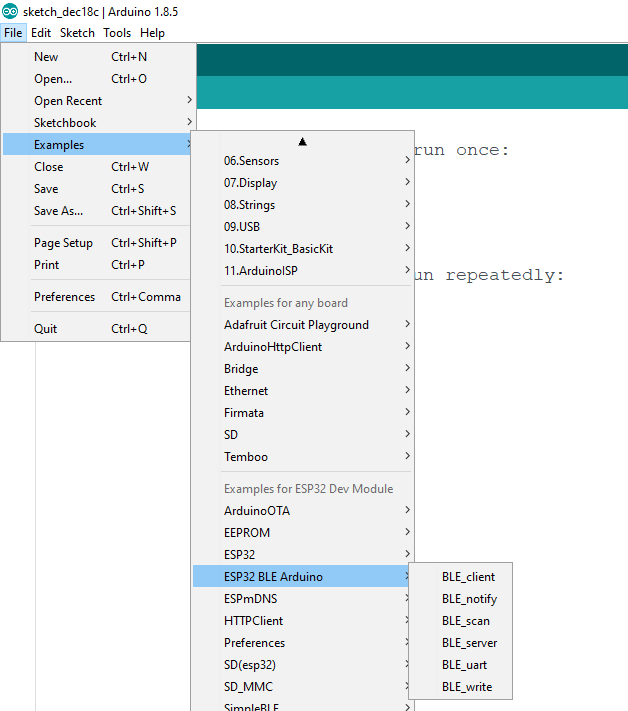 sketch_dec18c | Arduino 1.8.5
File Edit Sketch Tools Help
New Ctrl+N
Open... Ctrl+O
Open Recent
Sketchbook
Examples
Close Ctrl+W
Save Ctrl+S
Save As... Ctrl+Shift+S
Page Setup Ctrl+Shift+P
Print Ctrl+P
Preferences Ctrl+Comma
Quit Ctrl+Q
06.Sensors
07.Display
08.Strings
09.USB
10.StarterKit_BasicKit
11.ArduinoISP
Examples for any board
Adafruit Circuit Playground
ArduinoHttpClient
Bridge
Ethernet
Firmata
SD
Temboo
Examples for ESP32 Dev Module
ArduinoOTA
EEPROM
ESP32
ESP32 BLE Arduino
ESPmDNS
HTTPClient
Preferences
SD(esp32)
SD_MMC
SimpleBLE
BLE_client
BLE_notify
BLE_scan
BLE_server
BLE_uart
BLE_write
run once:
un repeatedly: